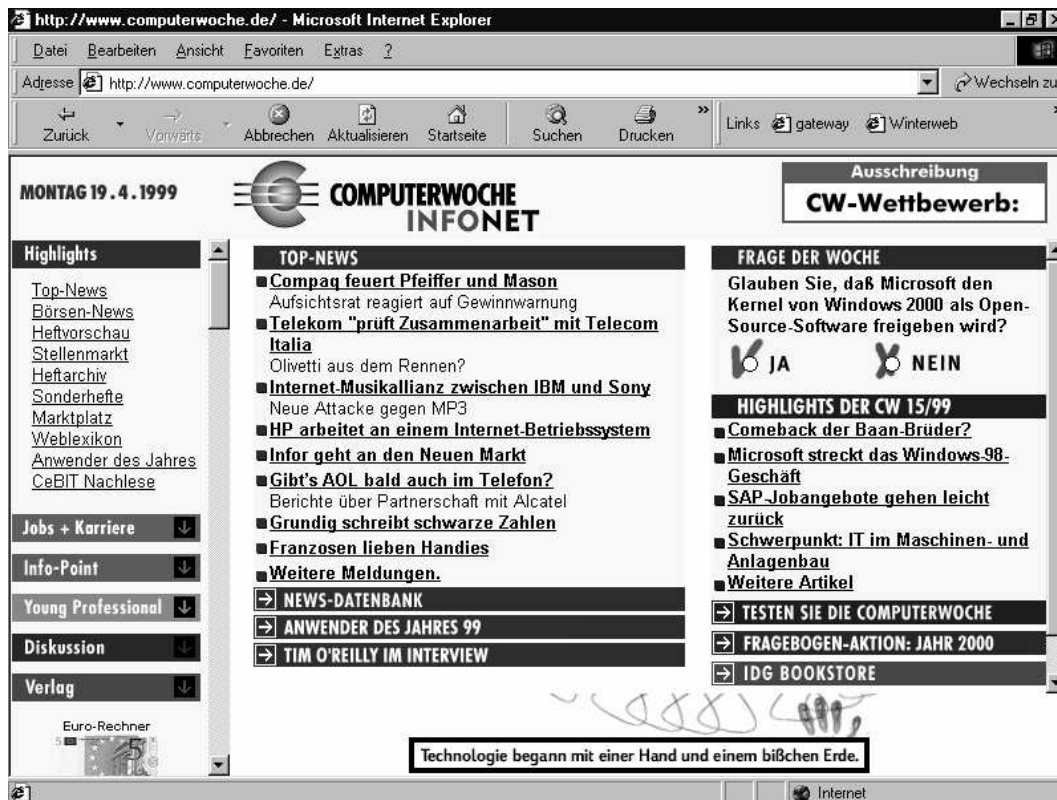 http://www.computerwoche.de/ - Microsoft Internet Explorer
Datei Bearbeiten Ansicht Favoriten Extras ?
Adresse http://www.computerwoche.de/ Wechseln zu
Zurück Vorwärts Abbrechen Aktualisieren Startseite Suchen Drucken » Links gateway Winterweb
MONTAG 19.4.1999
COMPUTERWOCHE
INFONET
Ausschreibung
CW-Wettbewerb:
Highlights
Top-News
Börsen-News
Heftvorschau
Stellenmarkt
Heftarchiv
Sonderhefte
Marktplatz
Weblexikon
Anwender des Jahres
CeBIT Nachlese
Jobs + Karriere
Info-Point
Young Professional
Diskussion
Verlag
Euro-Rechner
5
5
TOP-NEWS
Compaq feuert Pfeiffer und Mason
Aufsichtsrat reagiert auf Gewinnwarnung
Telekom "prüft Zusammenarbeit" mit Telecom
Italia
Olivetti aus dem Rennen?
Internet-Musikallianz zwischen IBM und Sony
Neue Attacke gegen MP3
HP arbeitet an einem Internet-Betriebssystem
Infor geht an den Neuen Markt
Gibt's AOL bald auch im Telefon?
Berichte über Partnerschaft mit Alcatel
Grundig schreibt schwarze Zahlen
Franzosen lieben Handies
Weitere Meldungen.
NEWS-DATENBANK
ANWENDER DES JAHRES 99
TIM O'REILLY IM INTERVIEW
FRAGE DER WOCHE
Glauben Sie, daß Microsoft den
Kernel von Windows 2000 als Open-
Source-Software freigeben wird?
JA NEIN
HIGHLIGHTS DER CW 15/99
Comeback der Baan-Brüder?
Microsoft streckt das Windows-98-
Geschäft
SAP-Jobangebote gehen leicht
zurück
Schwerpunkt: IT im Maschinen- und
Anlagenbau
Weitere Artikel
TESTEN SIE DIE COMPUTERWOCHE
FRAGEBOGEN-AKTION: JAHR 2000
IDG BOOKSTORE
Technologie begann mit einer Hand und einem bißchen Erde.
Internet